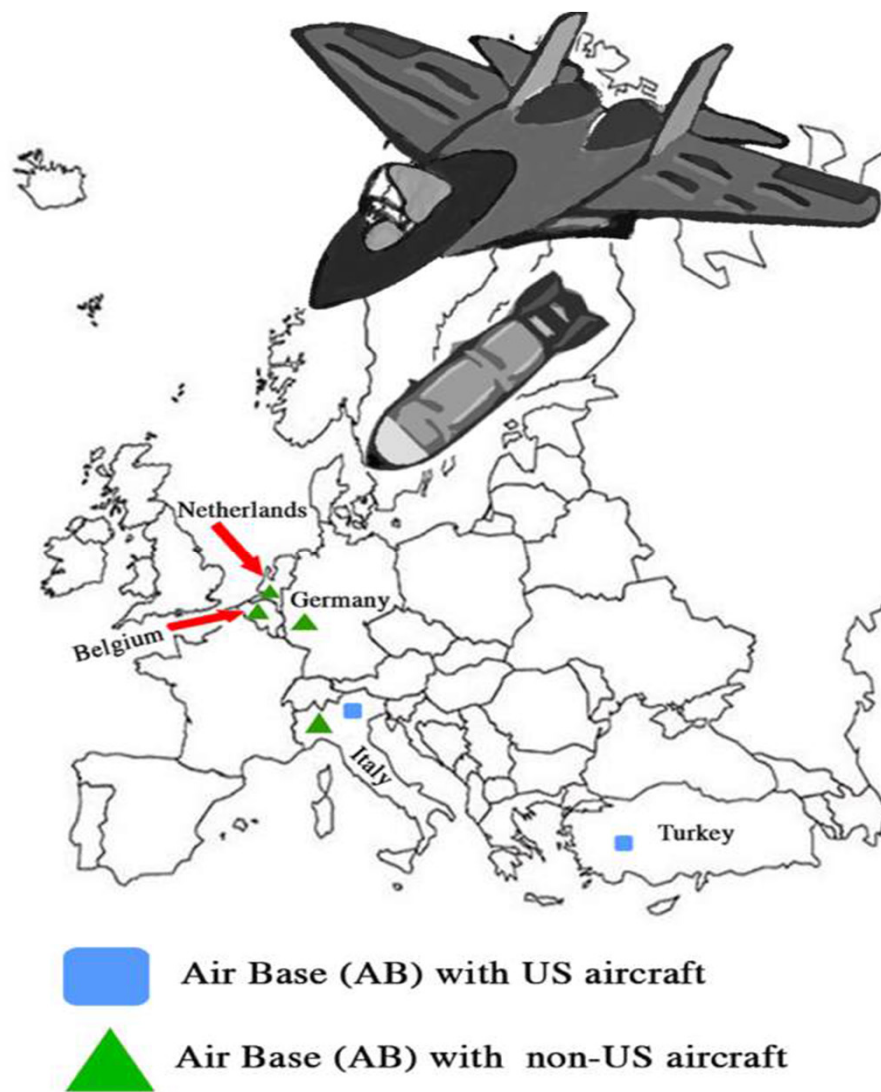 Netherlands
Germany
Belgium
Italy
Turkey
Air Base (AB) with US aircraft
Air Base (AB) with non-US aircraft